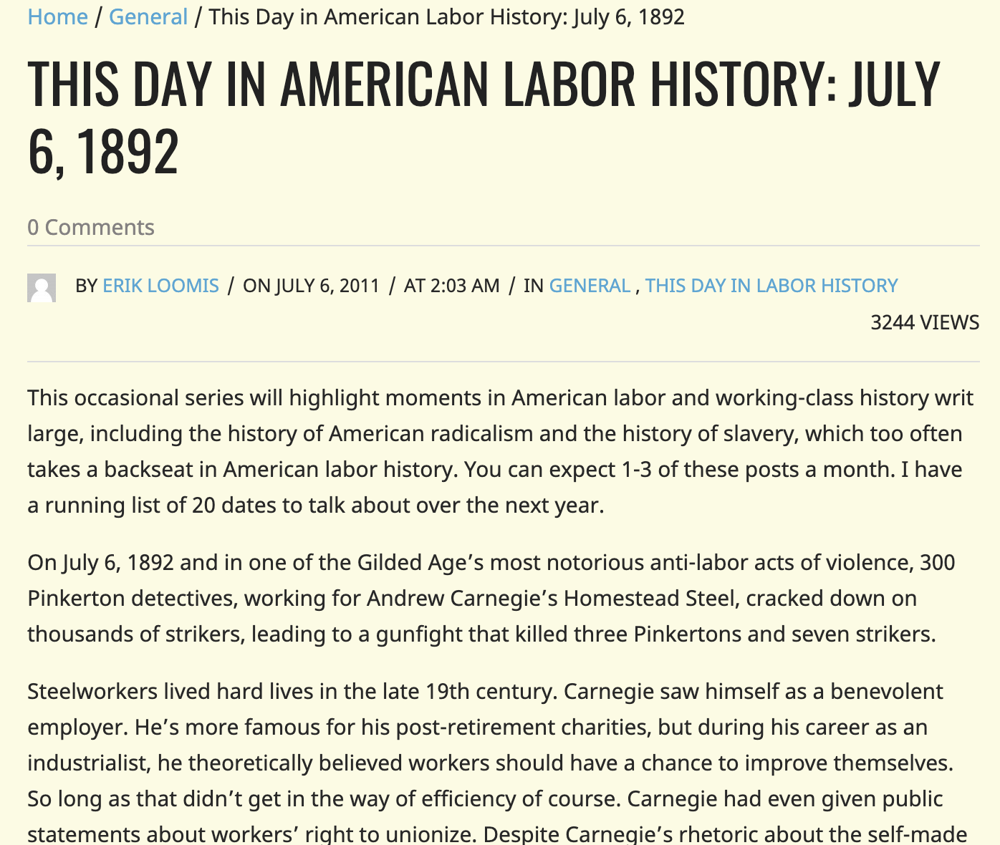 Home / General / This Day in American Labor History: July 6, 1892
THIS DAY IN AMERICAN LABOR HISTORY: JULY
6, 1892
0 Comments
BY ERIK LOOMIS / ON JULY 6, 2011 / AT 2:03 AM / IN GENERAL , THIS DAY IN LABOR HISTORY
3244 VIEWS
This occasional series will highlight moments in American labor and working-class history writ
large, including the history of American radicalism and the history of slavery, which too often
takes a backseat in American labor history. You can expect 1-3 of these posts a month. I have
a running list of 20 dates to talk about over the next year.
On July 6, 1892 and in one of the Gilded Age’s most notorious anti-labor acts of violence, 300
Pinkerton detectives, working for Andrew Carnegie’s Homestead Steel, cracked down on
thousands of strikers, leading to a gunfight that killed three Pinkertons and seven strikers.
Steelworkers lived hard lives in the late 19th century. Carnegie saw himself as a benevolent
employer. He’s more famous for his post-retirement charities, but during his career as an
industrialist, he theoretically believed workers should have a chance to improve themselves.
So long as that didn’t get in the way of efficiency of course. Carnegie had even given public
statements about workers’ right to unionize. Despite Carnegie’s rhetoric about the self-made